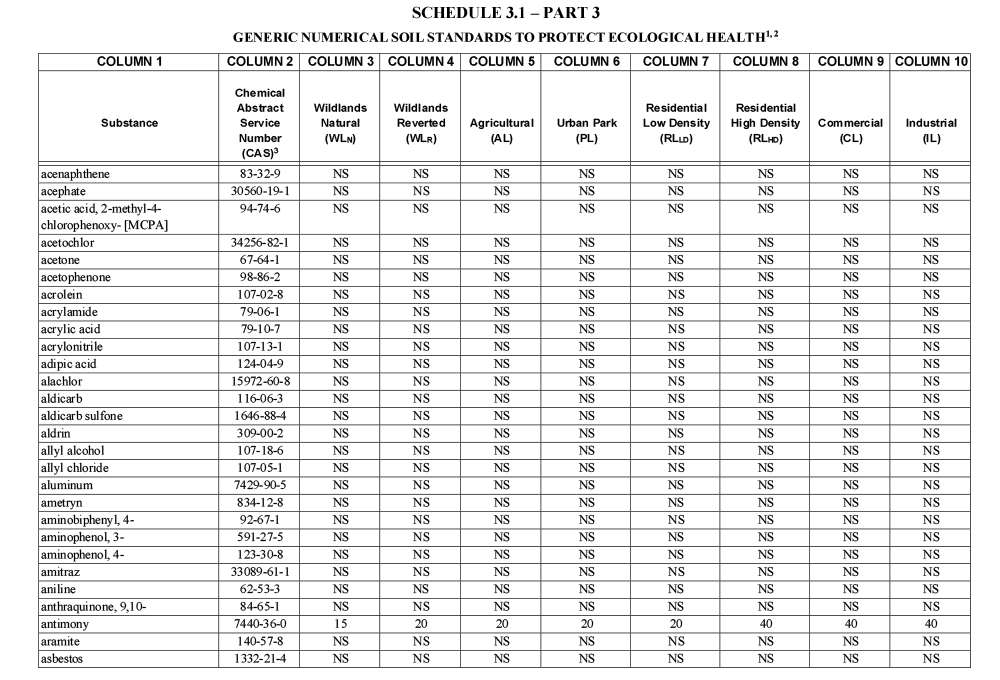 SCHEDULE 3.1 – PART 3
GENERIC NUMERICAL SOIL STANDARDS TO PROTECT ECOLOGICAL HEALTH1, 2
COLUMN 1 COLUMN 2 COLUMN 3 COLUMN 4 COLUMN 5 COLUMN 6 COLUMN 7 COLUMN 8 COLUMN 9 COLUMN 10
Substance
Chemical
Abstract
Service
Number
(CAS)3
Wildlands
Natural
(WLN)
Wildlands
Reverted
(WLR)
Agricultural
(AL)
Urban Park
(PL)
Residential
Low Density
(RLLD)
Residential
High Density
(RLHD)
Commercial
(CL)
Industrial
(IL)
acenaphthene 83-32-9 NS NS NS NS NS NS NS NS
acephate 30560-19-1 NS NS NS NS NS NS NS NS
acetic acid, 2-methyl-4- 94-74-6 NS NS NS NS NS NS NS NS
chlorophenoxy- [MCPA]
acetochlor 34256-82-1 NS NS NS NS NS NS NS NS
acetone 67-64-1 NS NS NS NS NS NS NS NS
acetophenone 98-86-2 NS NS NS NS NS NS NS NS
acrolein 107-02-8 NS NS NS NS NS NS NS NS
acrylamide 79-06-1 NS NS NS NS NS NS NS NS
acrylic acid 79-10-7 NS NS NS NS NS NS NS NS
acrylonitrile 107-13-1 NS NS NS NS NS NS NS NS
adipic acid 124-04-9 NS NS NS NS NS NS NS NS
alachlor 15972-60-8 NS NS NS NS NS NS NS NS
aldicarb 116-06-3 NS NS NS NS NS NS NS NS
aldicarb sulfone 1646-88-4 NS NS NS NS NS NS NS NS
aldrin 309-00-2 NS NS NS NS NS NS NS NS
allyl alcohol 107-18-6 NS NS NS NS NS NS NS NS
allyl chloride 107-05-1 NS NS NS NS NS NS NS NS
aluminum 7429-90-5 NS NS NS NS NS NS NS NS
ametryn 834-12-8 NS NS NS NS NS NS NS NS
aminobiphenyl, 4- 92-67-1 NS NS NS NS NS NS NS NS
aminophenol, 3- 591-27-5 NS NS NS NS NS NS NS NS
aminophenol, 4- 123-30-8 NS NS NS NS NS NS NS NS
amitraz 33089-61-1 NS NS NS NS NS NS NS NS
aniline 62-53-3 NS NS NS NS NS NS NS NS
anthraquinone, 9,10- 84-65-1 NS NS NS NS NS NS NS NS
antimony 7440-36-0 15 20 20 20 20 40 40 40
aramite 140-57-8 NS NS NS NS NS NS NS NS
asbestos 1332-21-4 NS NS NS NS NS NS NS NS